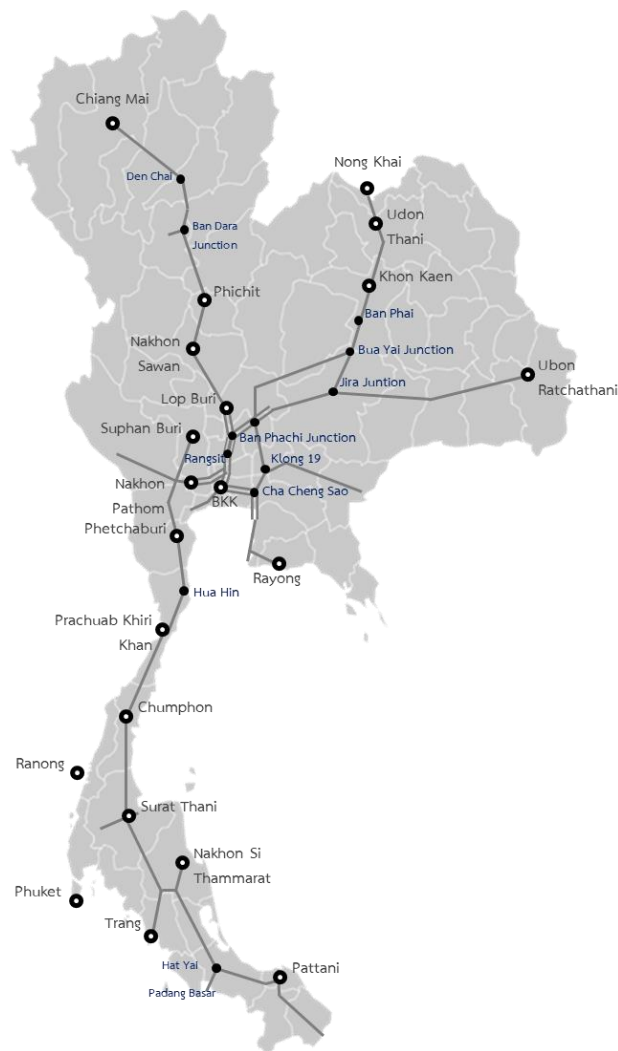 Chiang Mai
Nong Khai
Den Chai
Udon
Thani
Ban Dara
Junction
Khon Kaen
Phichit
Ban Phai
Nakhon
Sawan
Bua Yai Junction
Ubon
Ratchathani
Jira Juntion
Lop Buri
Suphan Buri
Ban Phachi Junction
Rangsit
Klong 19
Nakhon
Pathom
BKK
Cha Cheng Sao
Phetchaburi
Rayong
Hua Hin
Prachuab Khiri
Khan
Chumphon
Ranong
Surat Thani
Nakhon Si
Thammarat
Phuket
Trang
Hat Yai
Pattani
Padang Basar